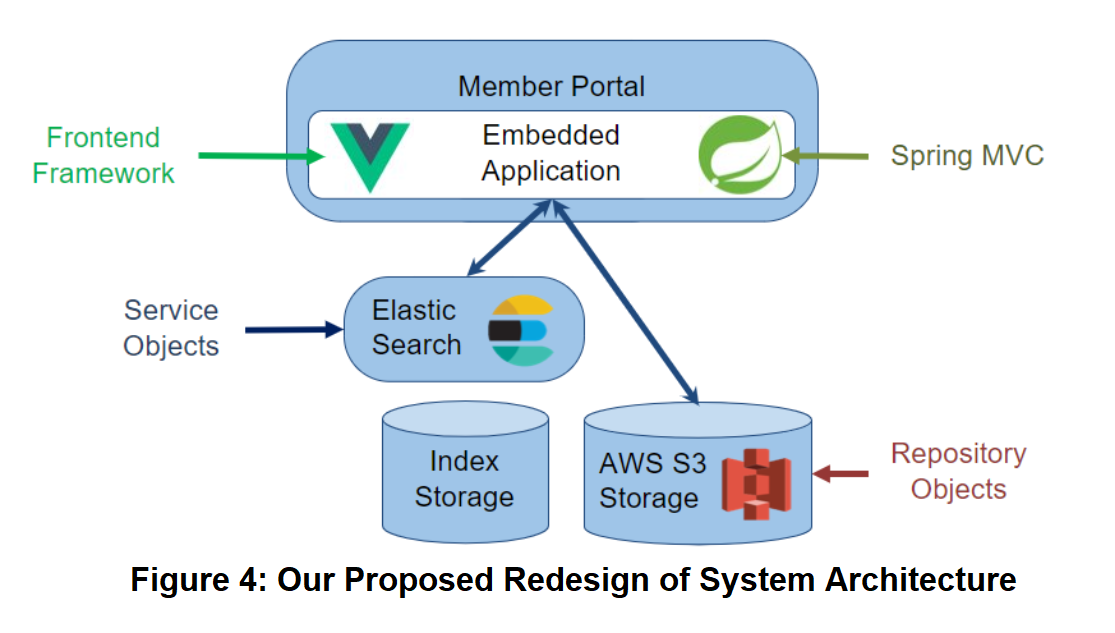 Member Portal
Frontend
Framework
Embedded
Application
Spring MVC
Service
Objects
Elastic
Search
Index
Storage
AWS S3
Storage
Repository
Objects
Figure 4: Our Proposed Redesign of System Architecture